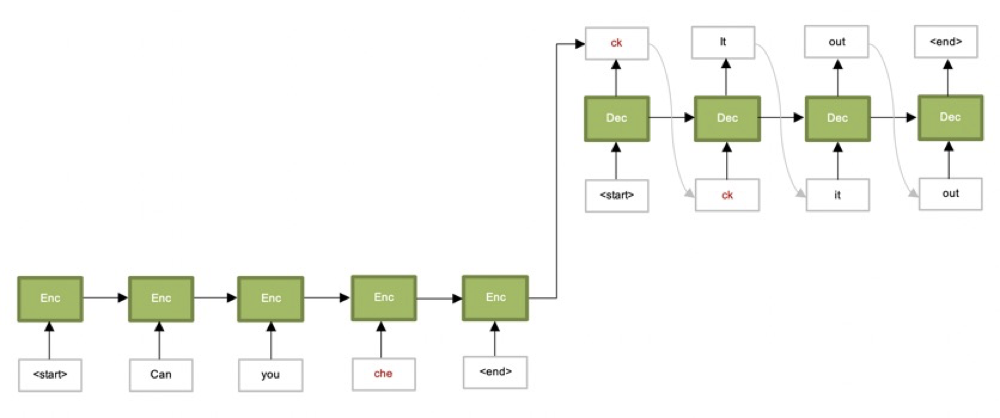 ck It out <end>
Dec Dec Dec Dec
<start> ck it out
Enc Enc Enc Enc Enc
<start> Can you che <end>